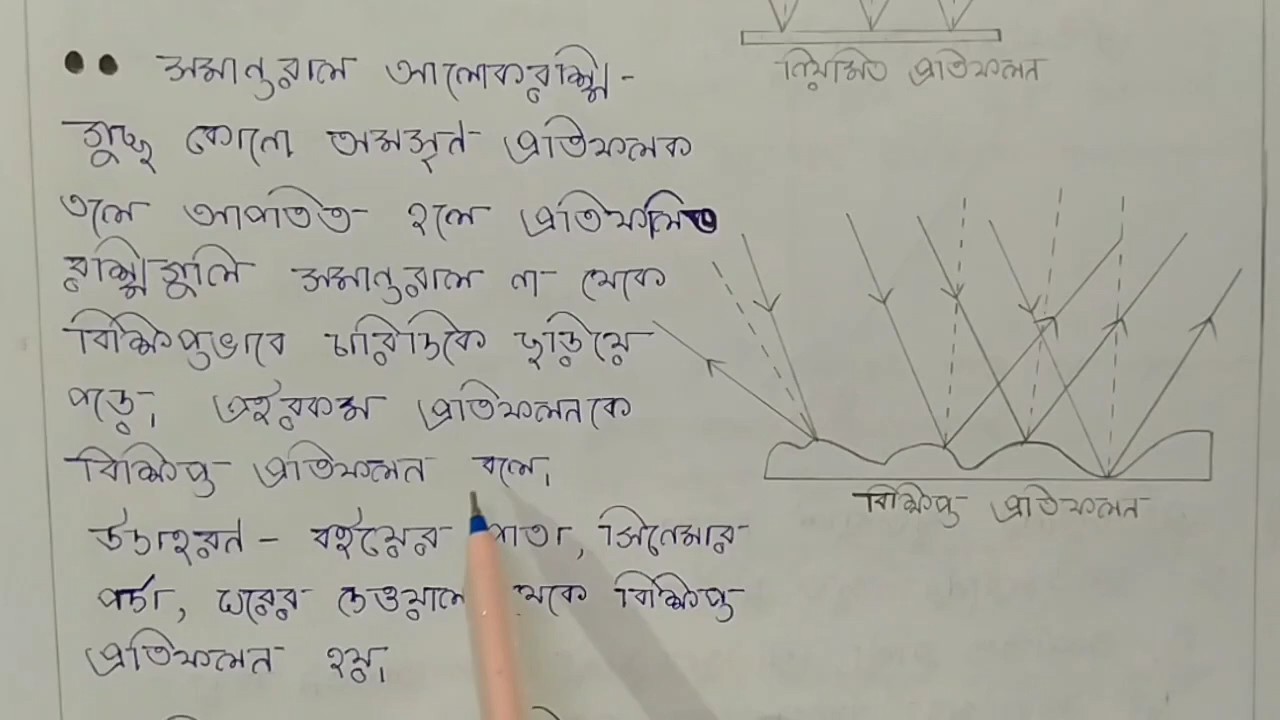 নিয়মিত প্রতিফলন
সমান্তরাল আলোকরশ্মি-
গুচ্ছ কোনো অমসৃন প্রতিফলক
তলে আপতিত হলে প্রতিফলিত
রশ্মিগুলি সমান্তরাল না থেকে
বিক্ষিপ্তভাবে চারিদিকে ছড়িয়ে
পড়ে। এইরকম প্রতিফলনকে
বিক্ষিপ্ত প্রতিফলন বলে।
বিক্ষিপ্ত প্রতিফলন
উদাহরন - বইয়ের পাতা, সিনেমার
পর্দা, ঘরের দেওয়াল থেকে বিক্ষিপ্ত
প্রতিফলন হয়।